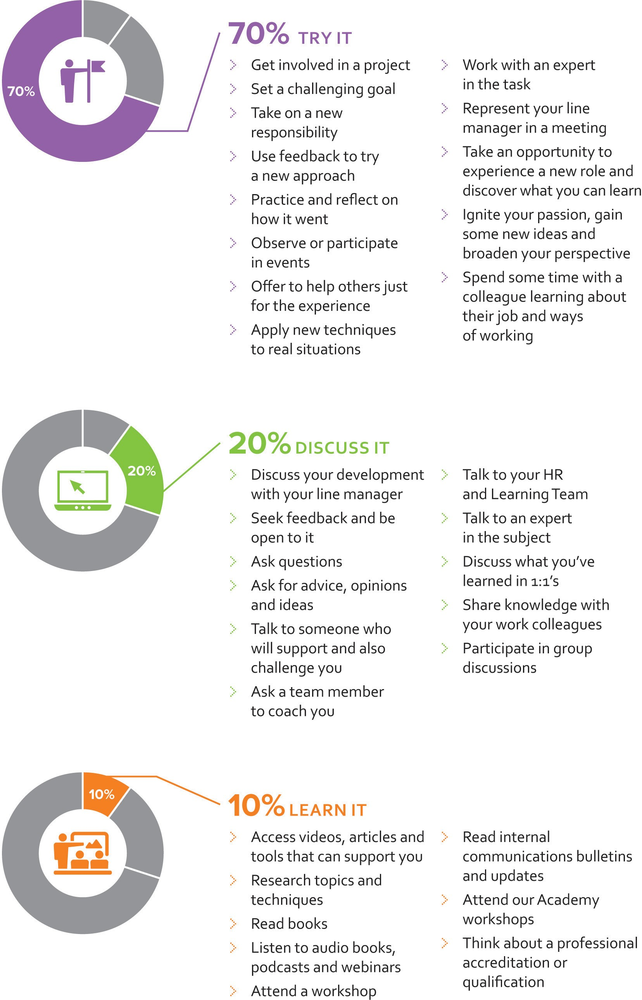 70%
70% TRY IT
Get involved in a project
Set a challenging goal
Take on a new
responsibility
Use feedback to try
a new approach
Practice and reflect on
how it went
Observe or participate
in events
Offer to help others just
for the experience
Apply new techniques
to real situations
Work with an expert
in the task
Represent your line
manager in a meeting
Take an opportunity to
experience a new role and
discover what you can learn
Ignite your passion, gain
some new ideas and
broaden your perspective
Spend some time with a
colleague learning about
their job and ways
of working
20%
20% DISCUSS IT
Discuss your development
with your line manager
Seek feedback and be
open to it
Ask questions
Ask for advice, opinions
and ideas
Talk to someone who
will support and also
challenge you
Ask a team member
to coach you
Talk to your HR
and Learning Team
Talk to an expert
in the subject
Discuss what you’ve
learned in 1:1’s
Share knowledge with
your work colleagues
Participate in group
discussions
10%
10% LEARN IT
Access videos, articles and
tools that can support you
Research topics and
techniques
Read books
Listen to audio books,
podcasts and webinars
Attend a workshop
Read internal
communications bulletins
and updates
Attend our Academy
workshops
Think about a professional
accreditation or
qualification